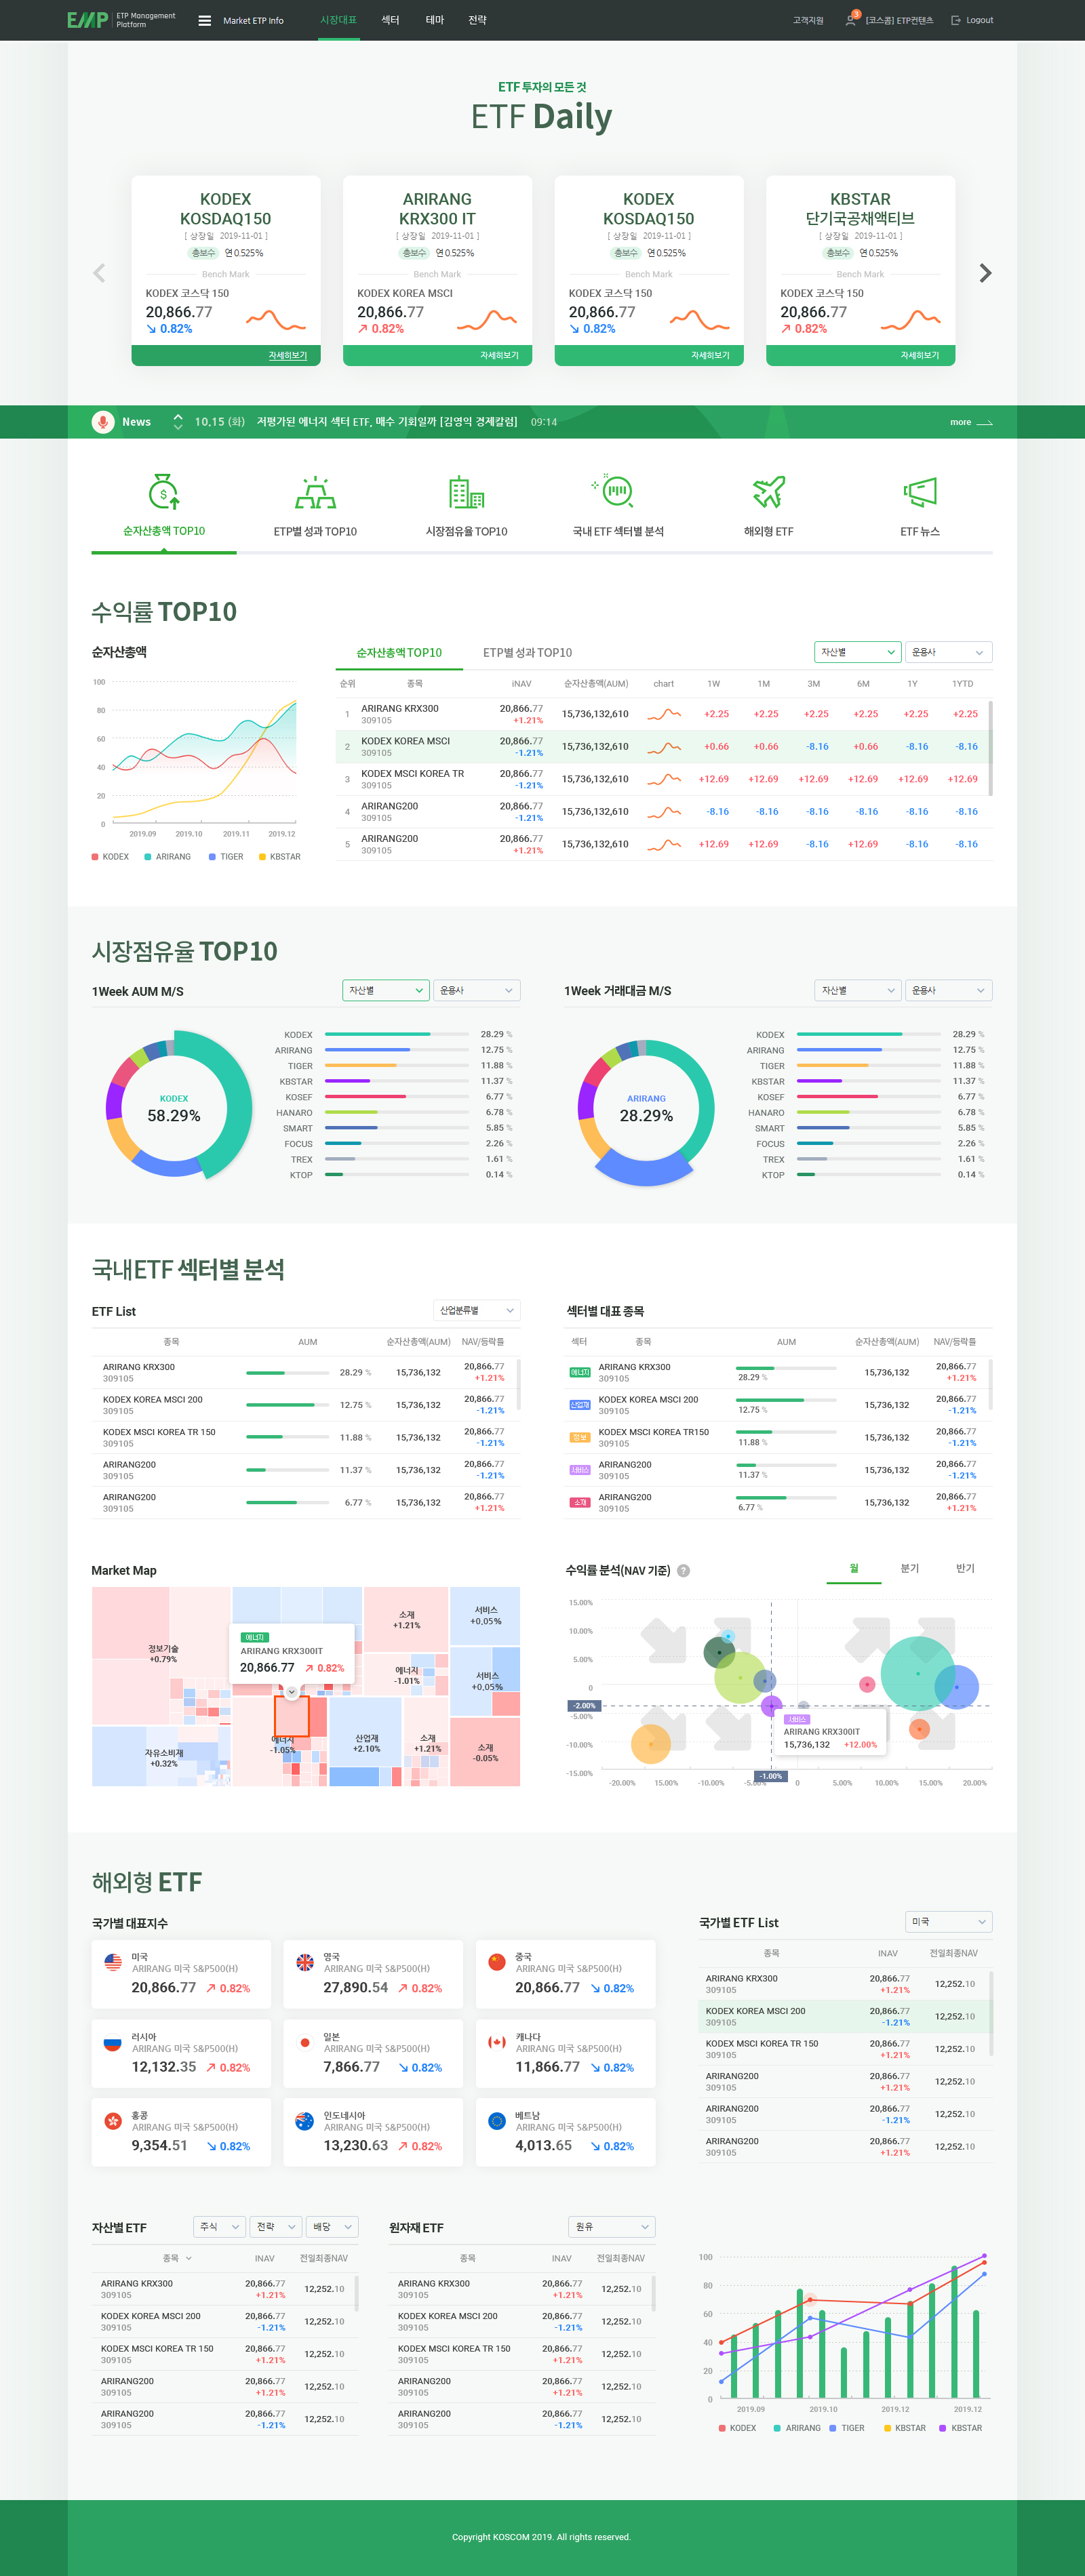 EMP ETP Management Platform
Market ETP Info 시장대표 섹터 테마 전략
고객지원 3 [코스콤] ETP컨텐츠 Logout
ETF 투자의 모든 것
ETF Daily
KODEX KOSDAQ150
[ 상장일 2019-11-01 ]
총보수 연 0.525%
Bench Mark
KODEX 코스닥 150
20,866.77
0.82%
자세히보기
ARIRANG KRX300 IT
[ 상장일 2019-11-01 ]
총보수 연 0.525%
Bench Mark
KODEX KOREA MSCI
20,866.77
0.82%
자세히보기
KODEX KOSDAQ150
[ 상장일 2019-11-01 ]
총보수 연 0.525%
Bench Mark
KODEX 코스닥 150
20,866.77
0.82%
자세히보기
KBSTAR 단기국공채액티브
[ 상장일 2019-11-01 ]
총보수 연 0.525%
Bench Mark
KODEX 코스닥 150
20,866.77
0.82%
자세히보기
News 10.15 (화) 저평가된 에너지 섹터 ETF, 매수 기회일까 [김영익 경제칼럼] 09:14 more
순자산총액 TOP10 ETP별 성과 TOP10 시장점유율 TOP10 국내 ETF 섹터별 분석 해외형 ETF ETF 뉴스
수익률 TOP10
순자산총액
100
80
60
40
20
0
2019.09 2019.10 2019.11 2019.12
KODEX ARIRANG TIGER KBSTAR
순자산총액 TOP10 ETP별 성과 TOP10 자산별 운용사
순위 종목 iNAV 순자산총액(AUM) chart 1W 1M 3M 6M 1Y 1YTD
1 ARIRANG KRX300 309105 20,866.77 +1.21% 15,736,132,610 +2.25 +2.25 +2.25 +2.25 +2.25 +2.25
2 KODEX KOREA MSCI 309105 20,866.77 -1.21% 15,736,132,610 +0.66 +0.66 -8.16 +0.66 -8.16 -8.16
3 KODEX MSCI KOREA TR 309105 20,866.77 -1.21% 15,736,132,610 +12.69 +12.69 +12.69 +12.69 +12.69 +12.69
4 ARIRANG200 309105 20,866.77 -1.21% 15,736,132,610 -8.16 -8.16 -8.16 -8.16 -8.16 -8.16
5 ARIRANG200 309105 20,866.77 +1.21% 15,736,132,610 +12.69 +12.69 -8.16 +12.69 -8.16 -8.16
시장점유율 TOP10
1Week AUM M/S 자산별 운용사
KODEX
58.29%
KODEX 28.29 %
ARIRANG 12.75 %
TIGER 11.88 %
KBSTAR 11.37 %
KOSEF 6.77 %
HANARO 6.78 %
SMART 5.85 %
FOCUS 2.26 %
TREX 1.61 %
KTOP 0.14 %
1Week 거래대금 M/S 자산별 운용사
ARIRANG
28.29%
KODEX 28.29 %
ARIRANG 12.75 %
TIGER 11.88 %
KBSTAR 11.37 %
KOSEF 6.77 %
HANARO 6.78 %
SMART 5.85 %
FOCUS 2.26 %
TREX 1.61 %
KTOP 0.14 %
국내ETF 섹터별 분석
ETF List 산업분류별
종목 AUM 순자산총액(AUM) NAV/등락률
ARIRANG KRX300 309105 28.29 % 15,736,132 20,866.77 +1.21%
KODEX KOREA MSCI 200 309105 12.75 % 15,736,132 20,866.77 -1.21%
KODEX MSCI KOREA TR 150 309105 11.88 % 15,736,132 20,866.77 -1.21%
ARIRANG200 309105 11.37 % 15,736,132 20,866.77 -1.21%
ARIRANG200 309105 6.77 % 15,736,132 20,866.77 +1.21%
섹터별 대표 종목
섹터 종목 AUM 순자산총액(AUM) NAV/등락률
에너지 ARIRANG KRX300 309105 28.29 % 15,736,132 20,866.77 +1.21%
산업재 KODEX KOREA MSCI 200 309105 12.75 % 15,736,132 20,866.77 -1.21%
정보 KODEX MSCI KOREA TR150 309105 11.88 % 15,736,132 20,866.77 -1.21%
서비스 ARIRANG200 309105 11.37 % 15,736,132 20,866.77 -1.21%
소재 ARIRANG200 309105 6.77 % 15,736,132 20,866.77 +1.21%
Market Map
정보기술 +0.79%
소재 +1.21%
서비스 +0.05%
에너지
ARIRANG KRX300IT
20,866.77 0.82%
에너지 -1.01%
서비스 +0.05%
자유소비재 +0.32%
에너지 -1.05%
산업재 +2.10%
소재 +1.21%
소재 -0.05%
수익률 분석(NAV 기준) ? 월 분기 반기
15.00%
10.00%
5.00%
0
-2.00%
-5.00%
-10.00%
-15.00%
서비스
ARIRANG KRX300IT
15,736,132 +12.00%
-1.00%
-20.00% 15.00% -10.00% -5.00% 0 5.00% 10.00% 15.00% 20.00%
해외형 ETF
국가별 대표지수
미국 ARIRANG 미국 S&P500(H) 20,866.77 0.82%
영국 ARIRANG 미국 S&P500(H) 27,890.54 0.82%
중국 ARIRANG 미국 S&P500(H) 20,866.77 0.82%
러시아 ARIRANG 미국 S&P500(H) 12,132.35 0.82%
일본 ARIRANG 미국 S&P500(H) 7,866.77 0.82%
캐나다 ARIRANG 미국 S&P500(H) 11,866.77 0.82%
홍콩 ARIRANG 미국 S&P500(H) 9,354.51 0.82%
인도네시아 ARIRANG 미국 S&P500(H) 13,230.63 0.82%
베트남 ARIRANG 미국 S&P500(H) 4,013.65 0.82%
국가별 ETF List 미국
종목 INAV 전일최종NAV
ARIRANG KRX300 309105 20,866.77 +1.21% 12,252.10
KODEX KOREA MSCI 200 309105 20,866.77 -1.21% 12,252.10
KODEX MSCI KOREA TR 150 309105 20,866.77 +1.21% 12,252.10
ARIRANG200 309105 20,866.77 +1.21% 12,252.10
ARIRANG200 309105 20,866.77 -1.21% 12,252.10
ARIRANG200 309105 20,866.77 +1.21% 12,252.10
자산별 ETF 주식 전략 배당
종목 INAV 전일최종NAV
ARIRANG KRX300 309105 20,866.77 +1.21% 12,252.10
KODEX KOREA MSCI 200 309105 20,866.77 -1.21% 12,252.10
KODEX MSCI KOREA TR 150 309105 20,866.77 +1.21% 12,252.10
ARIRANG200 309105 20,866.77 +1.21% 12,252.10
ARIRANG200 309105 20,866.77 -1.21% 12,252.10
원자재 ETF 원유
종목 INAV 전일최종NAV
ARIRANG KRX300 309105 20,866.77 +1.21% 12,252.10
KODEX KOREA MSCI 200 309105 20,866.77 -1.21% 12,252.10
KODEX MSCI KOREA TR 150 309105 20,866.77 +1.21% 12,252.10
ARIRANG200 309105 20,866.77 +1.21% 12,252.10
ARIRANG200 309105 20,866.77 -1.21% 12,252.10
100
80
60
40
20
0
2019.09 2019.10 2019.12 2019.12
KODEX ARIRANG TIGER KBSTAR KBSTAR
Copyright KOSCOM 2019. All rights reserved.